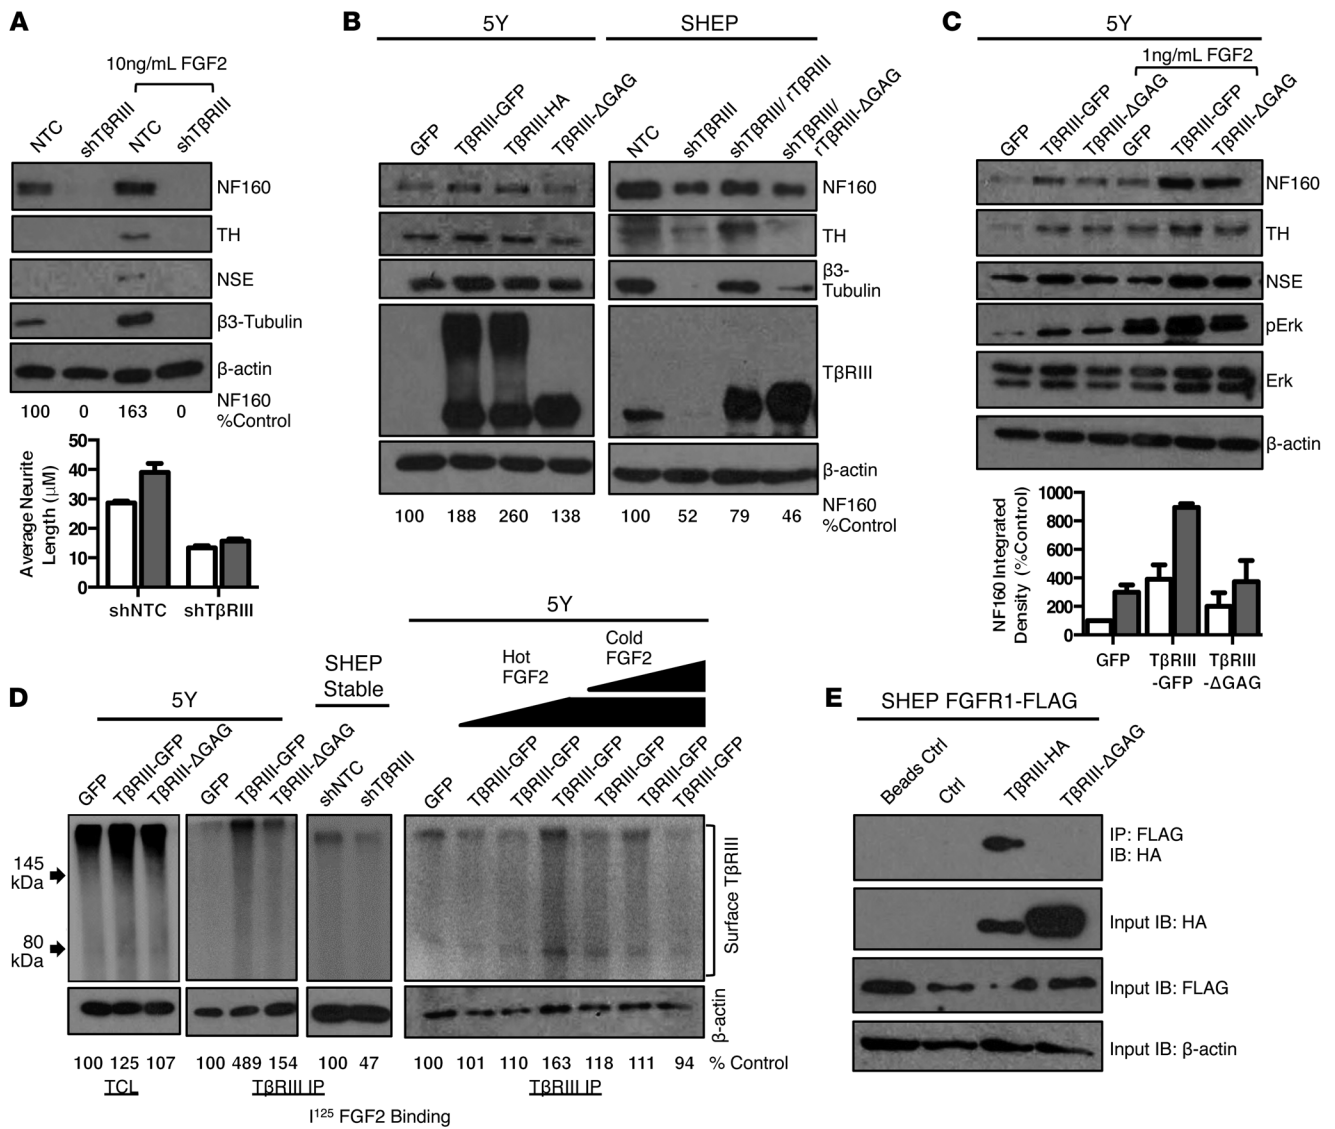 A
10ng/mL FGF2
NTC
shTβRIII
NTC
shTβRIII
NF160
TH
NSE
β3-Tubulin
β-actin
NF160
%Control
100 0 163 0
Average Neurite
Length (μM)
50
40
30
20
10
0
shNTC shTβRIII
B
5Y
SHEP
GFP
TβRIII-GFP
TβRIII-HA
TβRIII-ΔGAG
NTC
shTβRIII
shTβRIII/ rTβRIII
shTβRIII/
rTβRIII-ΔGAG
NF160
TH
β3-
Tubulin
TβRIII
β-actin
NF160
%Control
100 188 260 138
100 52 79 46
C
5Y
1ng/mL FGF2
GFP
TβRIII-GFP
TβRIII-ΔGAG
GFP
TβRIII-GFP
TβRIII-ΔGAG
NF160
TH
NSE
pErk
Erk
β-actin
NF160 Integrated
Density (%Control)
1000
800
600
400
200
0
GFP TβRIII TβRIII
-GFP -ΔGAG
D
5Y
SHEP
Stable
5Y
Hot
FGF2
Cold
FGF2
GFP
TβRIII-GFP
TβRIII-ΔGAG
GFP
TβRIII-GFP
TβRIII-ΔGAG
shNTC
shTβRIII
GFP
TβRIII-GFP
TβRIII-GFP
TβRIII-GFP
TβRIII-GFP
TβRIII-GFP
TβRIII-GFP
145
kDa
80
kDa
Surface TβRIII
β-actin
100 125 107
100 489 154
100 47
100 101 110 163 118 111 94
% Control
TCL
TβRIII IP
TβRIII IP
I125 FGF2 Binding
E
SHEP FGFR1-FLAG
Beads Ctrl
Ctrl
TβRIII-HA
TβRIII-ΔGAG
IP: FLAG
IB: HA
Input IB: HA
Input IB: FLAG
Input IB: β-actin